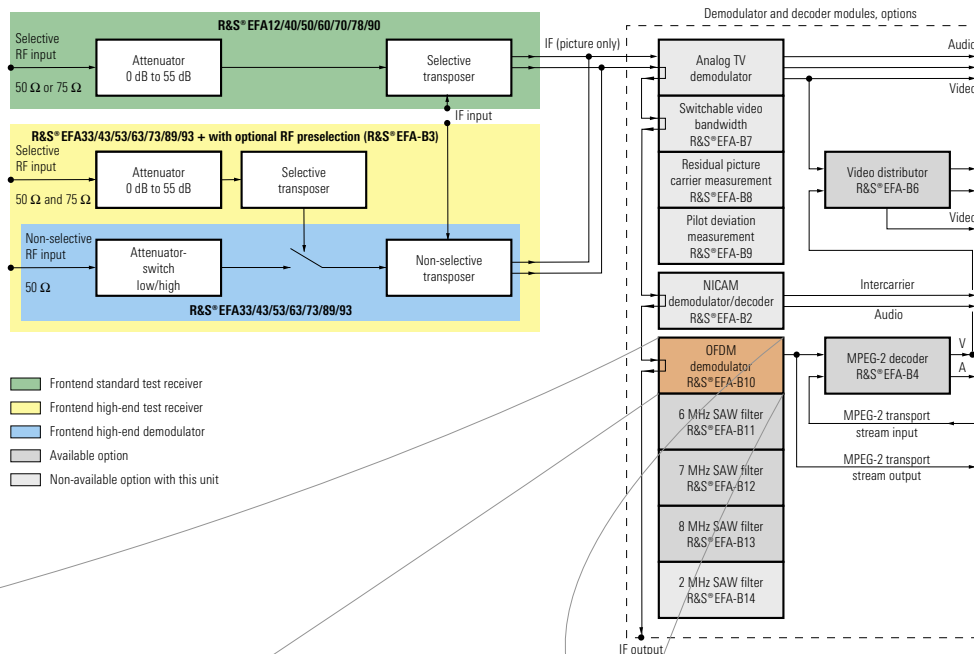 R&S®EFA12/40/50/60/70/78/90
Selective
RF input
50 Ω or 75 Ω
Attenuator
0 dB to 55 dB
Selective
transposer
IF (picture only)
IF input
R&S®EFA33/43/53/63/73/89/93 + with optional RF preselection (R&S®EFA-B3)
Selective
RF input
50 Ω and 75 Ω
Attenuator
0 dB to 55 dB
Selective
transposer
Non-selective
RF input
50 Ω
Attenuator-
switch
low/high
Non-selective
transposer
R&S®EFA33/43/53/63/73/89/93
Frontend standard test receiver
Frontend high-end test receiver
Frontend high-end demodulator
Available option
Non-available option with this unit
Demodulator and decoder modules, options
Analog TV
demodulator
Audio
Video
Switchable video
bandwidth
R&S®EFA-B7
Residual picture
carrier measurement
R&S®EFA-B8
Pilot deviation
measurement
R&S®EFA-B9
Video distributor
R&S®EFA-B6
Video
NICAM
demodulator/decoder
R&S®EFA-B2
Intercarrier
Audio
OFDM
demodulator
R&S®EFA-B10
MPEG-2 decoder
R&S®EFA-B4
V
A
6 MHz SAW filter
R&S®EFA-B11
MPEG-2 transport
stream input
7 MHz SAW filter
R&S®EFA-B12
MPEG-2 transport
stream output
8 MHz SAW filter
R&S®EFA-B13
2 MHz SAW filter
R&S®EFA-B14
IF output